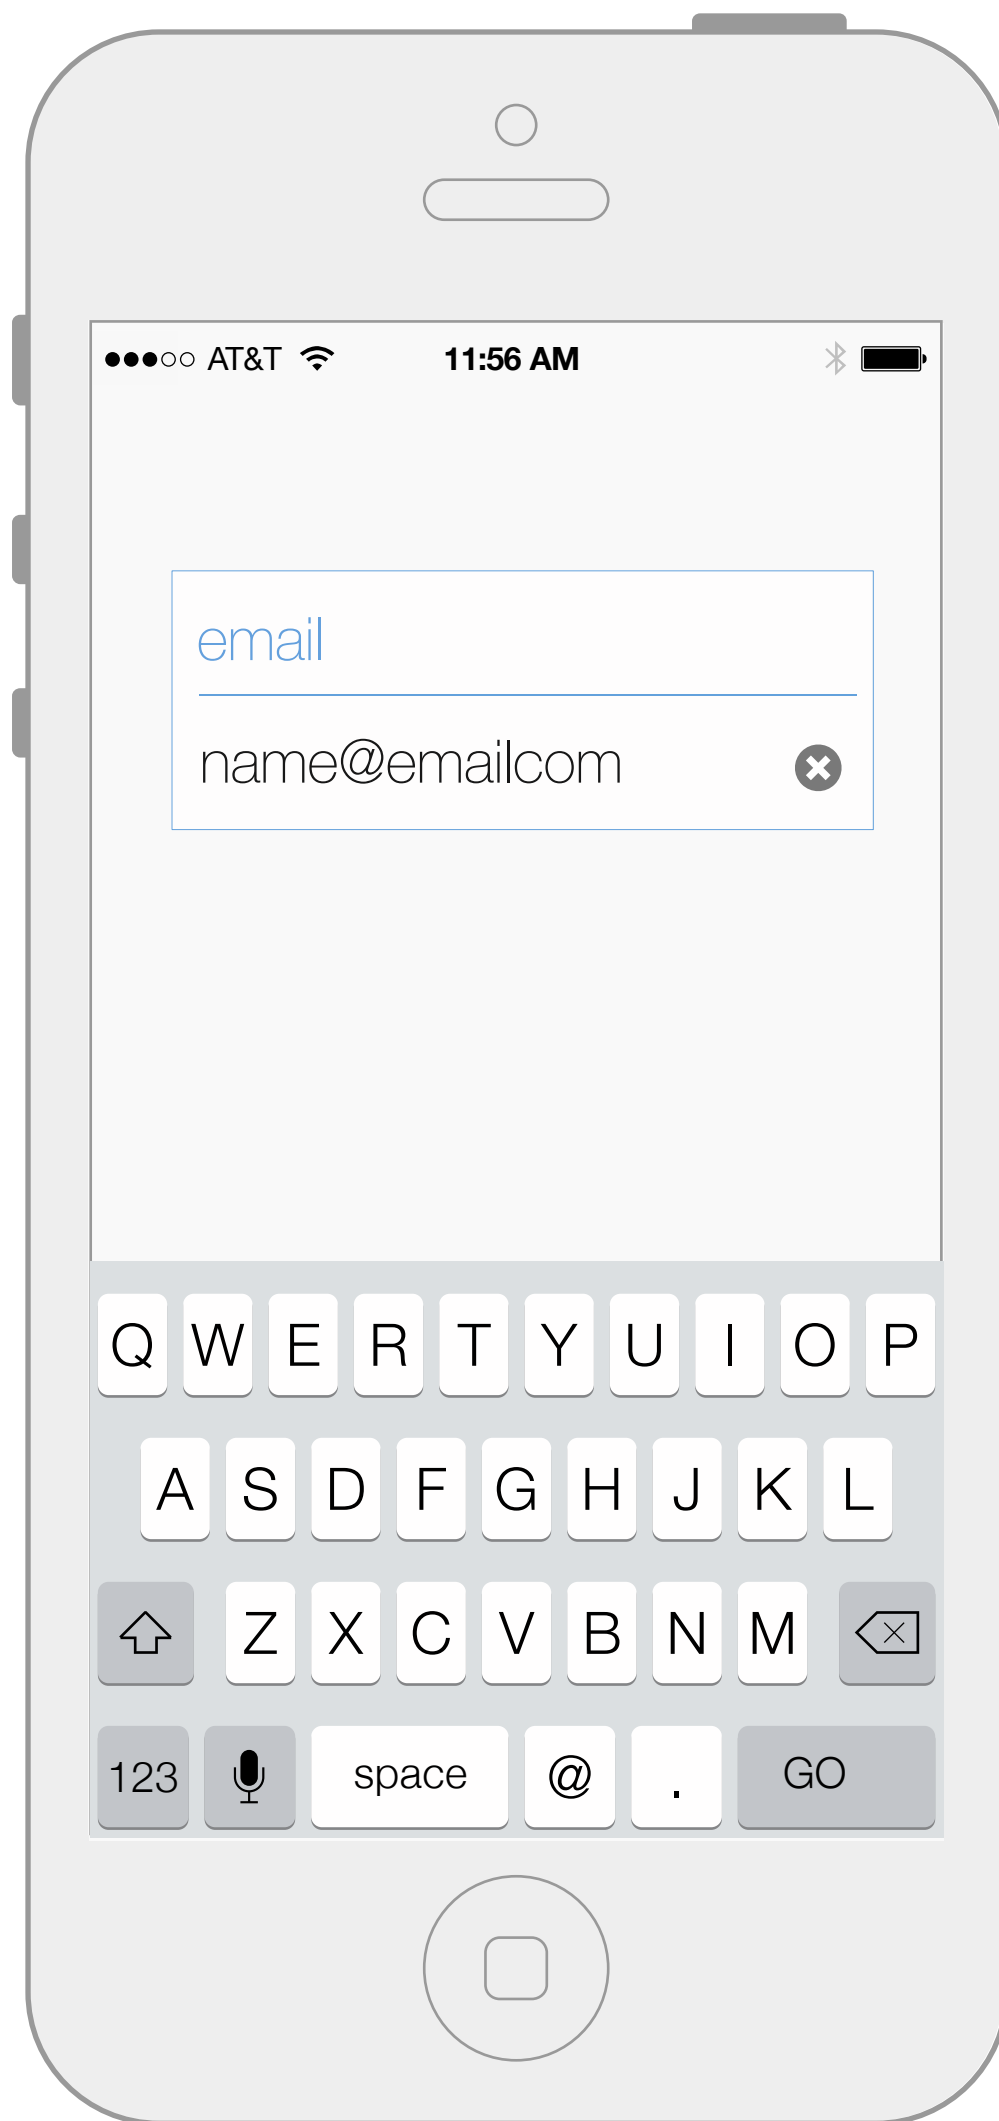 AT&T 11:56 AM
email
name@emailcom
Q W E R T Y U I O P
A S D F G H J K L
Z X C V B N M
123 space @ . GO